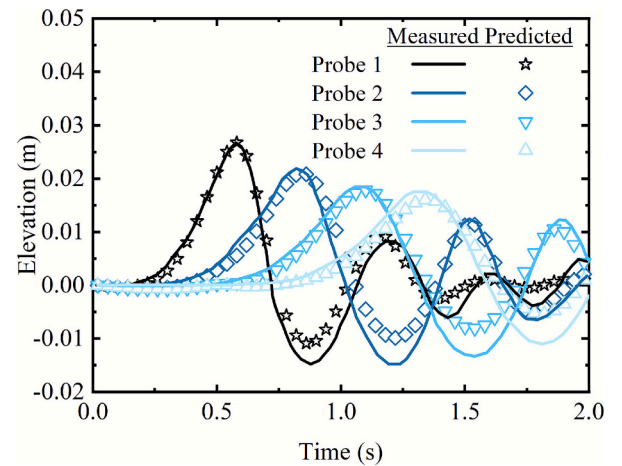 0.05
0.04
0.03
0.02
0.01
0.00
-0.01
-0.02
Elevation (m)
Measured Predicted
Probe 1
Probe 2
Probe 3
Probe 4
0.0 0.5 1.0 1.5 2.0
Time (s)